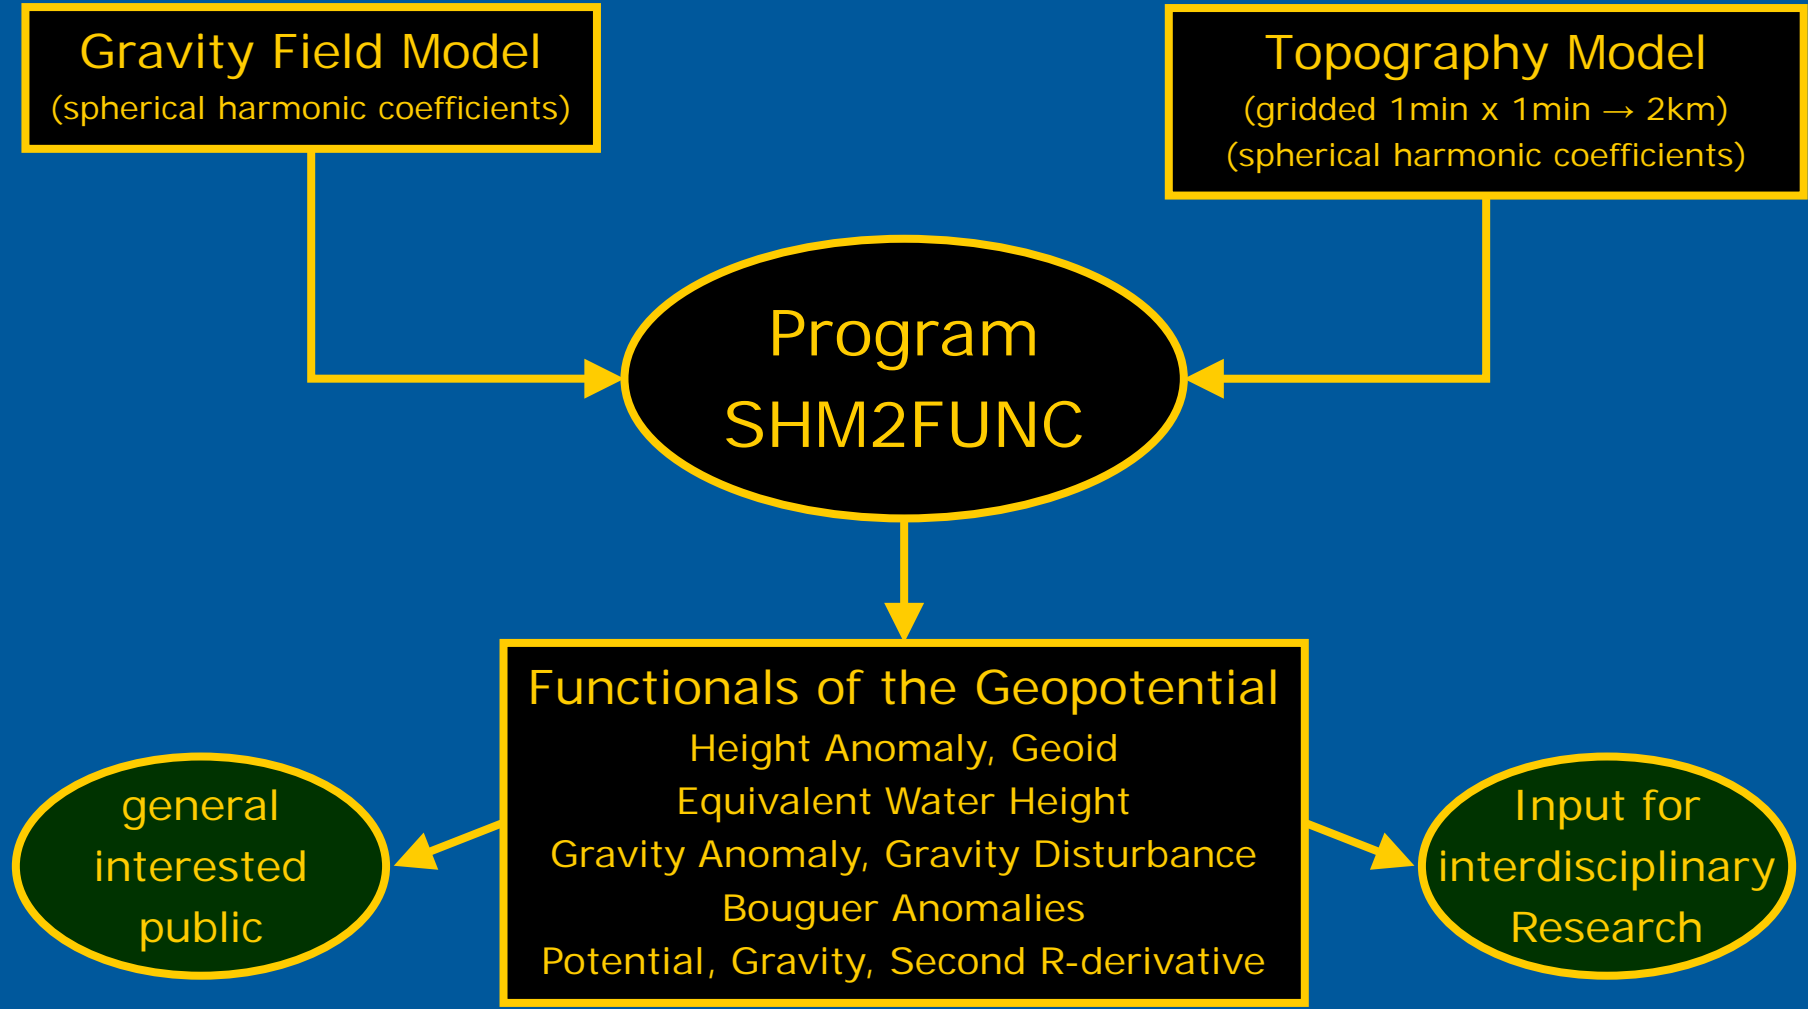 Gravity Field Model
(spherical harmonic coefficients)
Topography Model
(gridded 1min x 1min → 2km)
(spherical harmonic coefficients)
Program
SHM2FUNC
Functionals of the Geopotential
Height Anomaly, Geoid
Equivalent Water Height
Gravity Anomaly, Gravity Disturbance
Bouguer Anomalies
Potential, Gravity, Second R-derivative
general
interested
public
Input for
interdisciplinary
Research